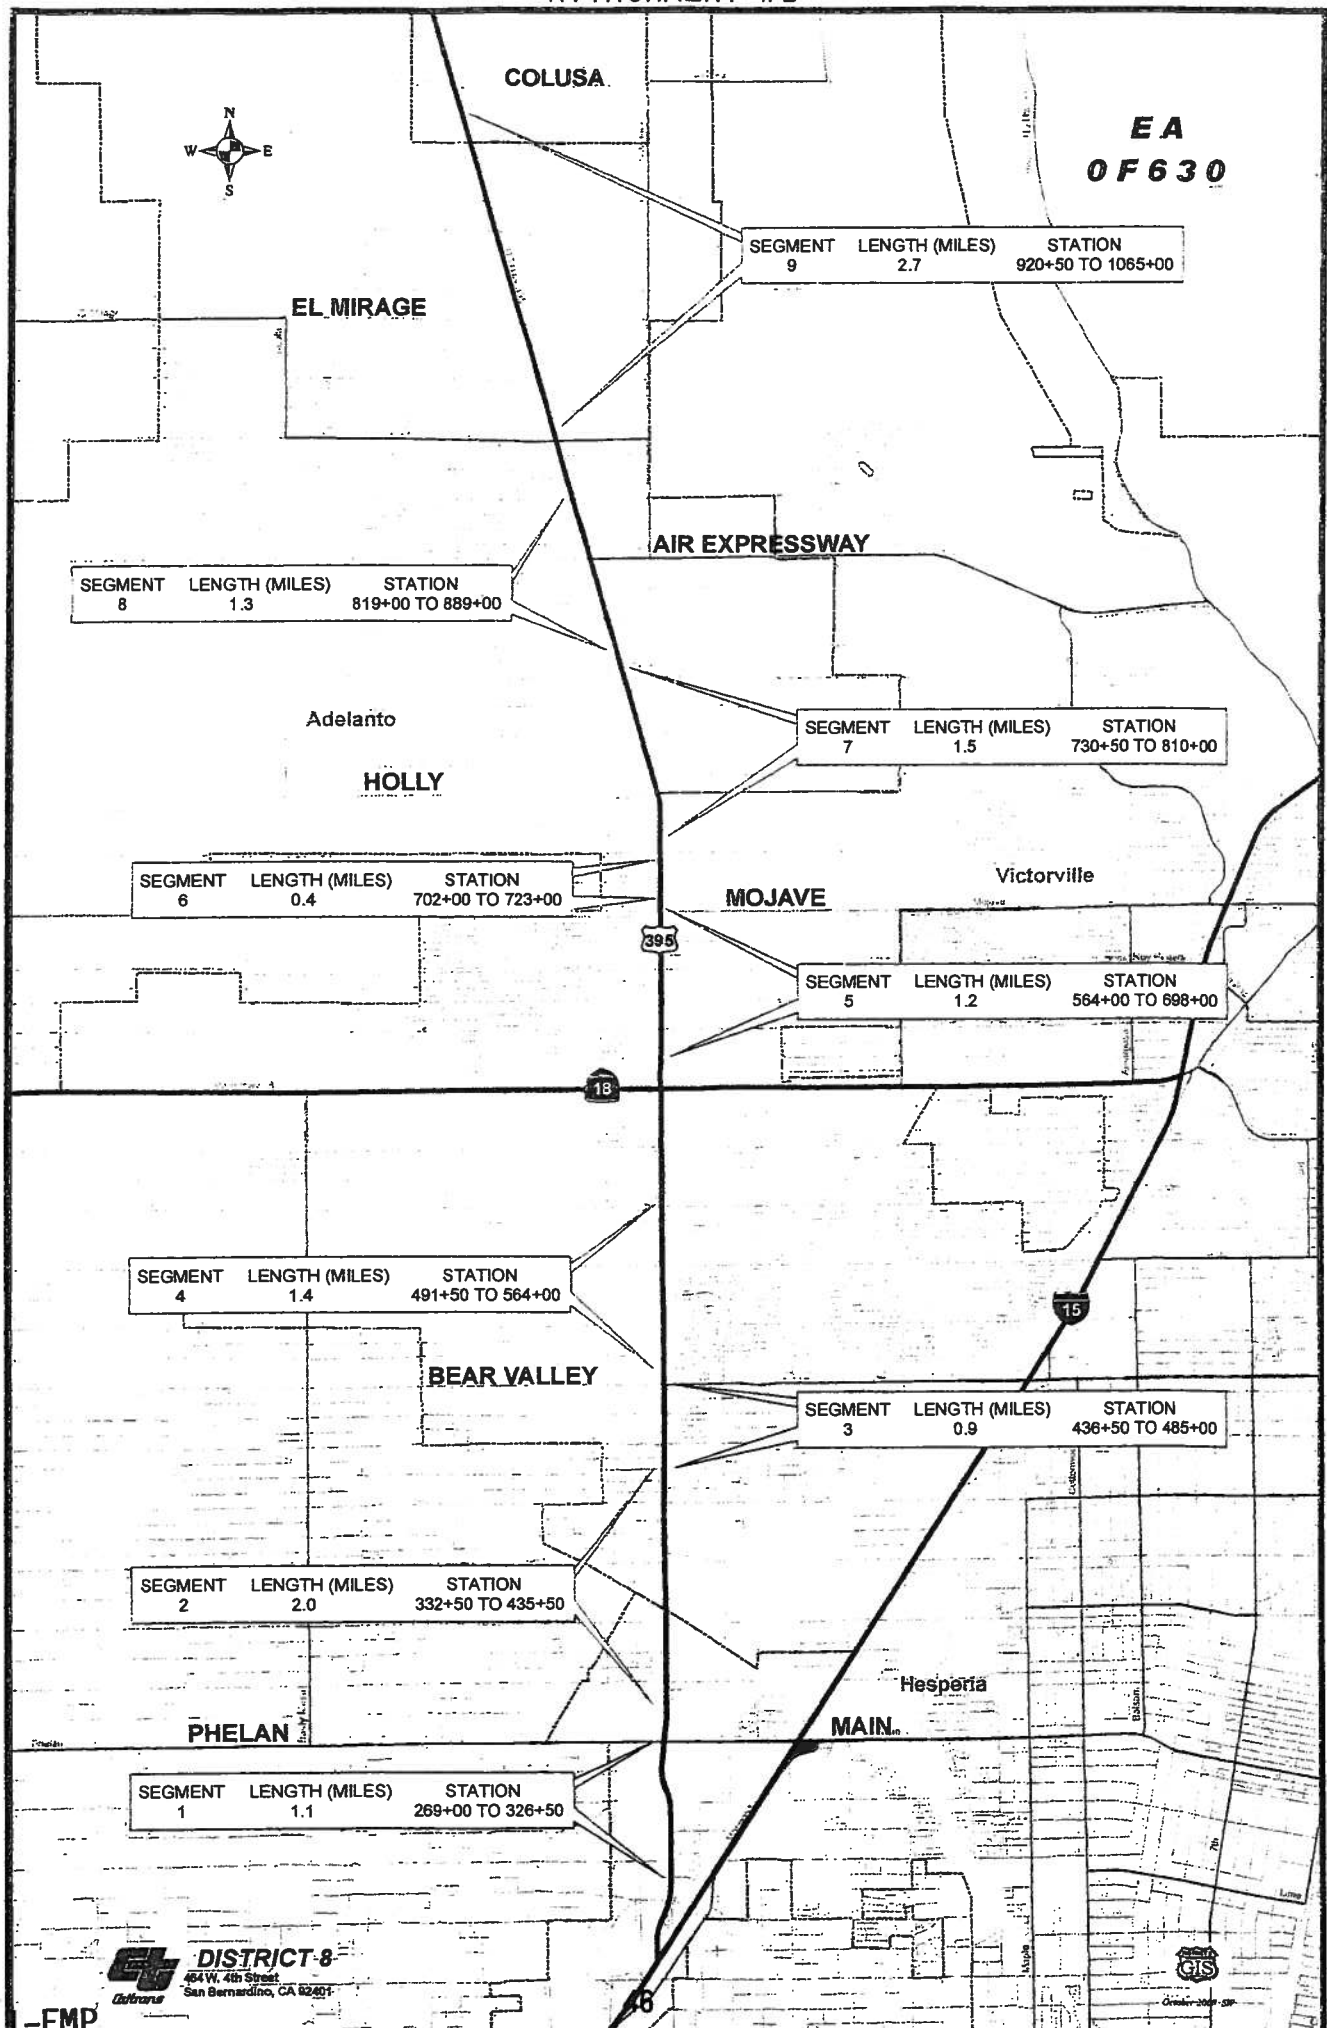 COLUSA
N
W E
S
EA
0F630
SEGMENT LENGTH (MILES) STATION
9 2.7 920+50 TO 1065+00
EL MIRAGE
AIR EXPRESSWAY
SEGMENT LENGTH (MILES) STATION
8 1.3 819+00 TO 889+00
Adelanto
SEGMENT LENGTH (MILES) STATION
7 1.5 730+50 TO 810+00
HOLLY
SEGMENT LENGTH (MILES) STATION
6 0.4 702+00 TO 723+00
Victorville
MOJAVE
395
SEGMENT LENGTH (MILES) STATION
5 1.2 564+00 TO 698+00
18
SEGMENT LENGTH (MILES) STATION
4 1.4 491+50 TO 564+00
15
BEAR VALLEY
SEGMENT LENGTH (MILES) STATION
3 0.9 436+50 TO 485+00
SEGMENT LENGTH (MILES) STATION
2 2.0 332+50 TO 435+50
Hesperia
PHELAN
MAIN
Phelan
SEGMENT LENGTH (MILES) STATION
1 1.1 269+00 TO 326+50
7th
Lime
Maple
DISTRICT 8
464 W. 4th Street
San Bernardino, CA 92401
Caltrans
GIS